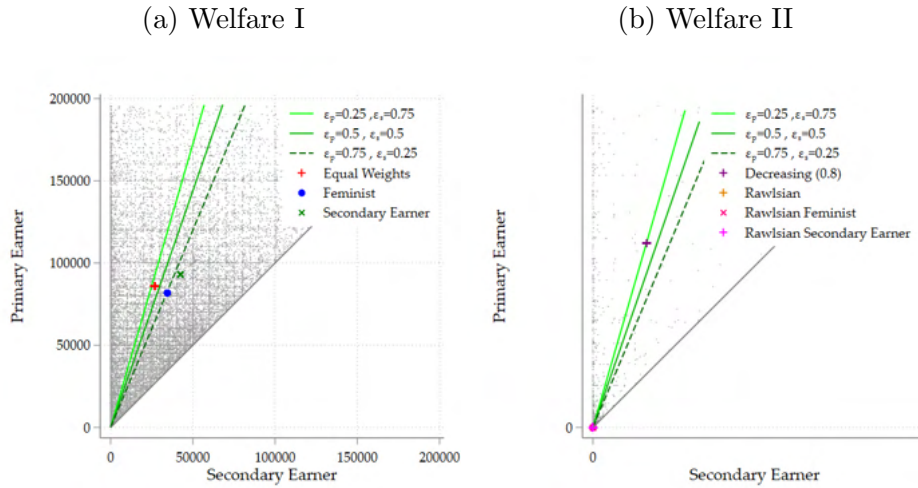 (a) Welfare I
200000
150000
100000
50000
0
Primary Earner
εp=0.25 ,εs=0.75
εp=0.5 , εs=0.5
εp=0.75 , εs=0.25
Equal Weights
Feminist
Secondary Earner
0 50000 100000 150000 200000
Secondary Earner
(b) Welfare II
Primary Earner
0
εp=0.25 ,εs=0.75
εp=0.5 , εs=0.5
εp=0.75 , εs=0.25
Decreasing (0.8)
Rawlsian
Rawlsian Feminist
Rawlsian Secondary Earner
0
Secondary Earner